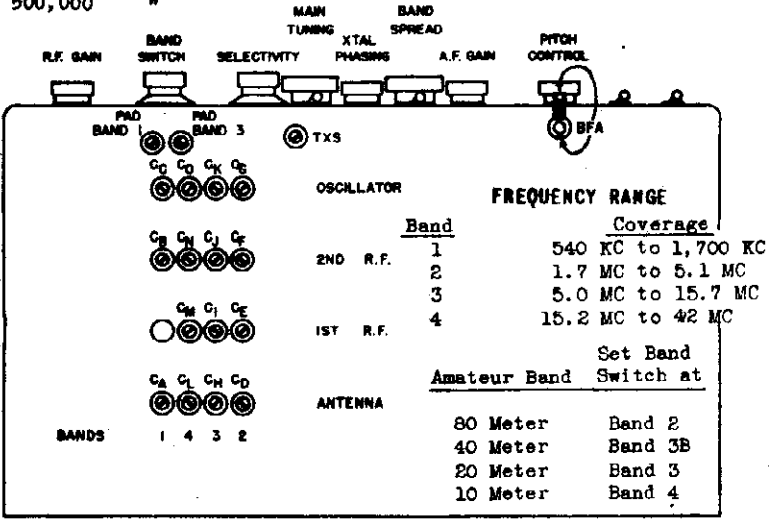 500,000 "
MAIN TUNING
BAND SPREAD
R.F. GAIN
BAND SWITCH
SELECTIVITY
XTAL PHASING
A.F. GAIN
PITCH CONTROL
PAD BAND 1
PAD BAND 3
TXS
BFA
CC CO CK CG
OSCILLATOR
CB CN CJ CF
2ND R.F.
CM CI CE
1ST R.F.
CA CL CH CD
ANTENNA
BANDS 1 4 3 2
FREQUENCY RANGE
Band Coverage
1 540 KC to 1,700 KC
2 1.7 MC to 5.1 MC
3 5.0 MC to 15.7 MC
4 15.2 MC to 42 MC
Set Band
Amateur Band Switch at
80 Meter Band 2
40 Meter Band 3B
20 Meter Band 3
10 Meter Band 4